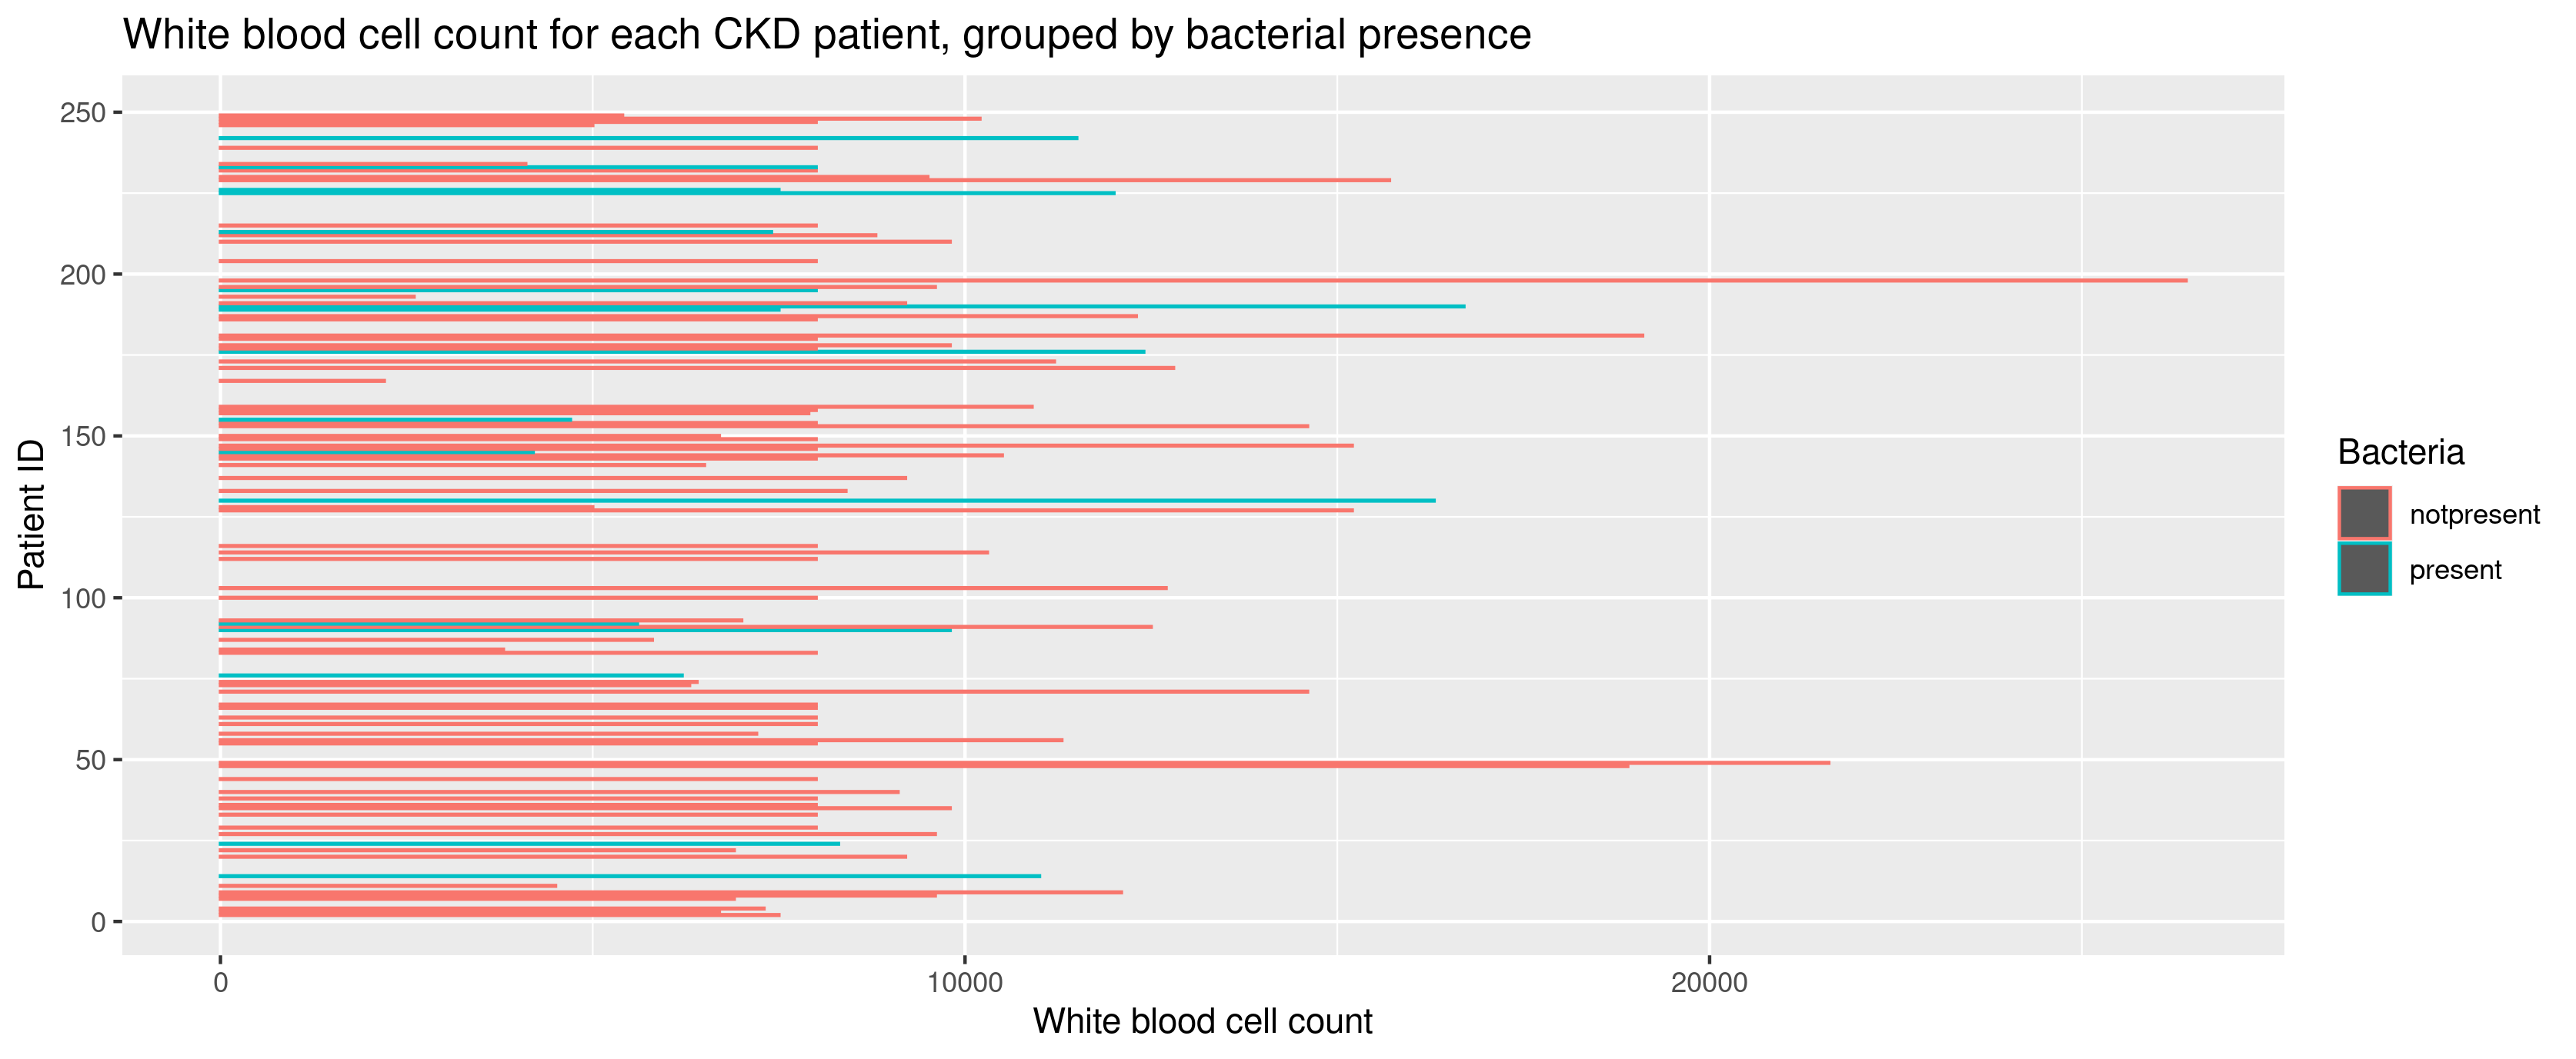 White blood cell count for each CKD patient, grouped by bacterial presence
250
200
150
100
50
0
Patient ID
0 10000 20000
White blood cell count
Bacteria
notpresent
present